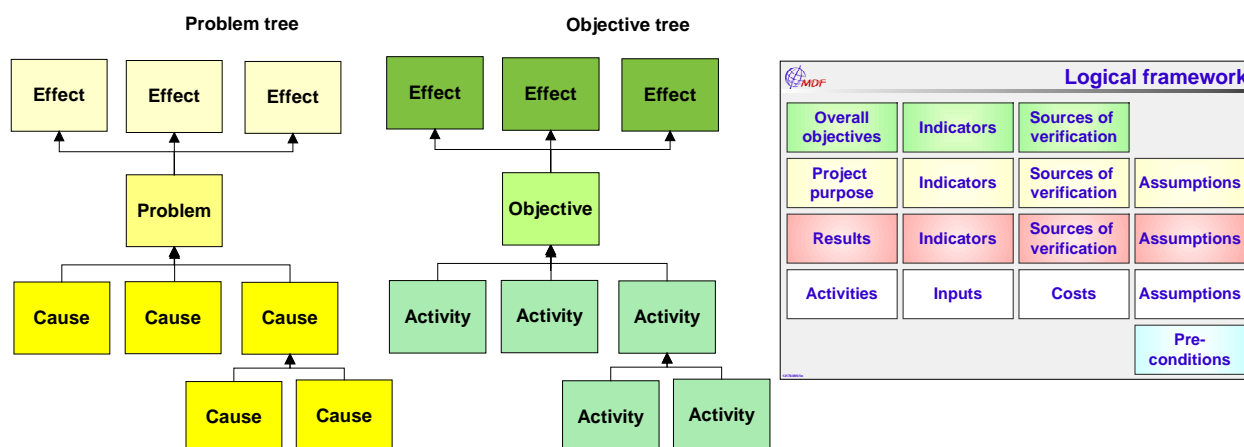 Problem tree
Effect
Effect
Effect
Problem
Cause
Cause
Cause
Cause
Cause
Objective tree
Effect
Effect
Effect
Objective
Activity
Activity
Activity
Activity
Activity
MDF
Logical framework
Overall
objectives
Indicators
Sources of
verification
Project
purpose
Indicators
Sources of
verification
Assumptions
Results
Indicators
Sources of
verification
Assumptions
Activities
Inputs
Costs
Assumptions
Pre-
conditions